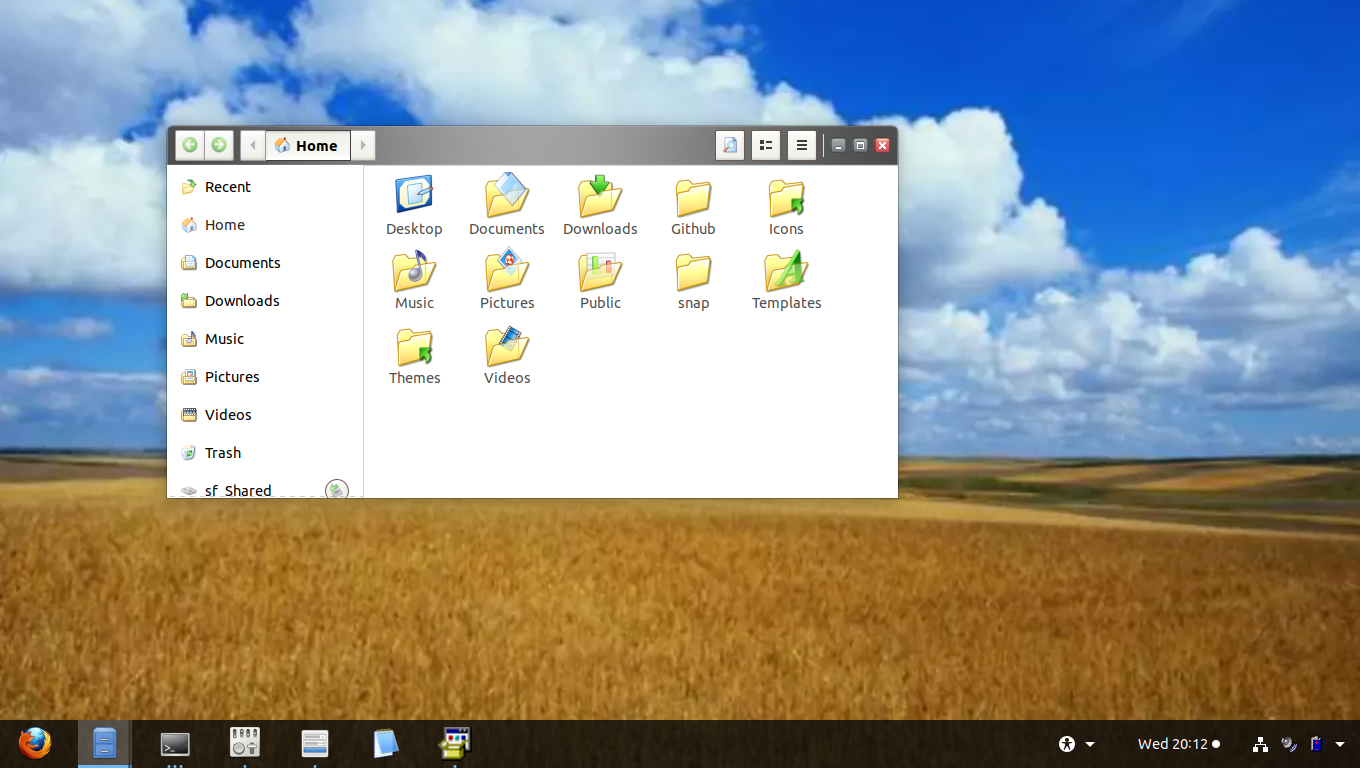 Home
Recent
Home
Documents
Downloads
Music
Pictures
Videos
Trash
sf_Shared
Desktop
Documents
Downloads
Github
Icons
Music
Pictures
Public
snap
Templates
Themes
Videos
Wed 20:12